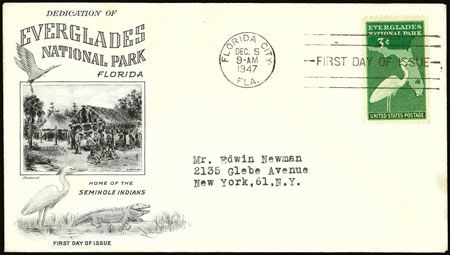 DEDICATION OF
EVERGLADES
NATIONAL PARK
FLORIDA
HOME OF THE
SEMINOLE INDIANS
FIRST DAY OF ISSUE
FLORIDA CITY
DEC. 5
9-AM
1947
FLA.
FIRST DAY OF ISSUE
EVERGLADES
NATIONAL PARK
3¢
UNITED STATES POSTAGE
Mr. Edwin Newman
2135 Glebe Avenue
New York,61,N.Y.